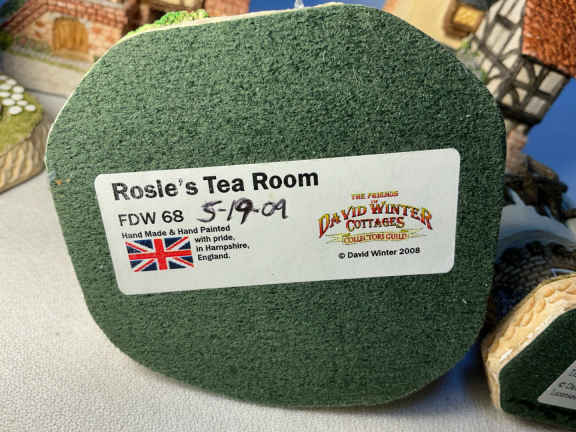 Rosie's Tea Room
FDW 68 5-19-09
Hand Made & Hand Painted
with pride,
in Hampshire,
England.
THE FRIENDS
OF
DAVID WINTER
COTTAGES
COLLECTORS GUILD
© David Winter 2008